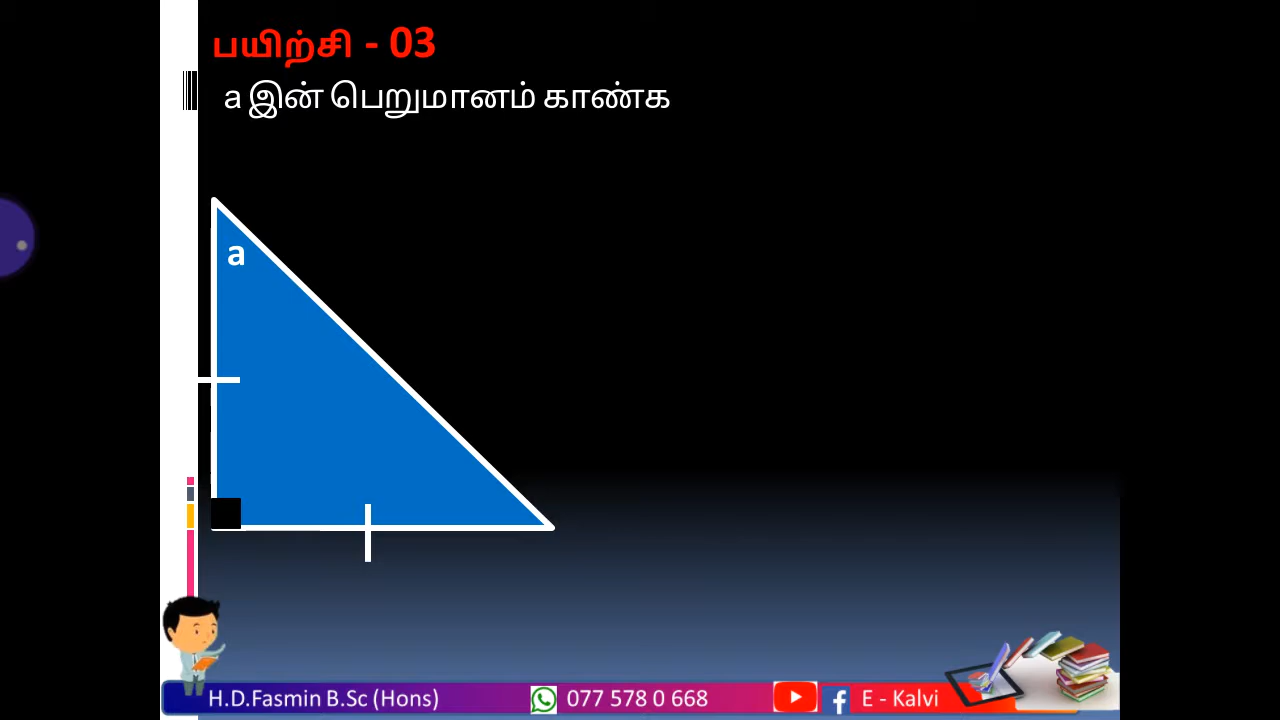 பயிற்சி - 03
a இன் பெறுமானம் காண்க
a
H.D.Fasmin B.Sc (Hons) 077 578 0 668 E - Kalvi